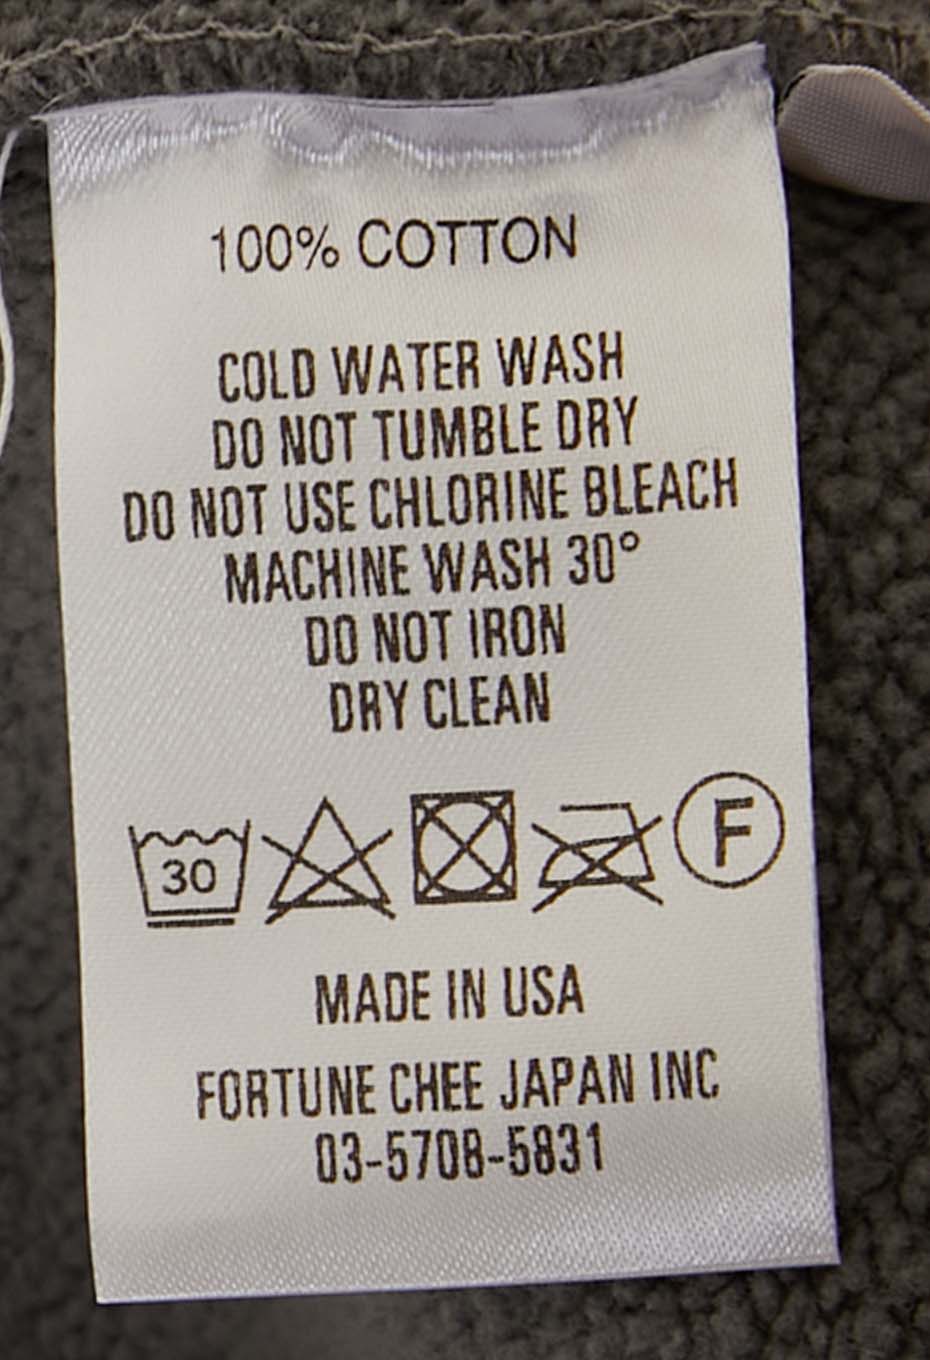 100% COTTON
COLD WATER WASH
DO NOT TUMBLE DRY
DO NOT USE CHLORINE BLEACH
MACHINE WASH 30°
DO NOT IRON
DRY CLEAN
30 F
MADE IN USA
FORTUNE CHEE JAPAN INC
03-5708-5831